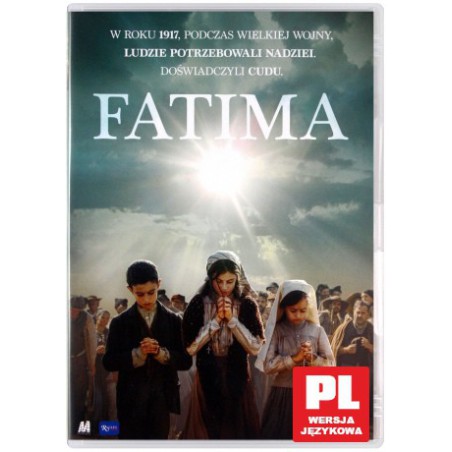 W ROKU 1917, PODCZAS WIELKIEJ WOJNY,
LUDZIE POTRZEBOWALI NADZIEI.
DOŚWIADCZYLI CUDU.
FATIMA
PL
WERSJA
JĘZYKOWA